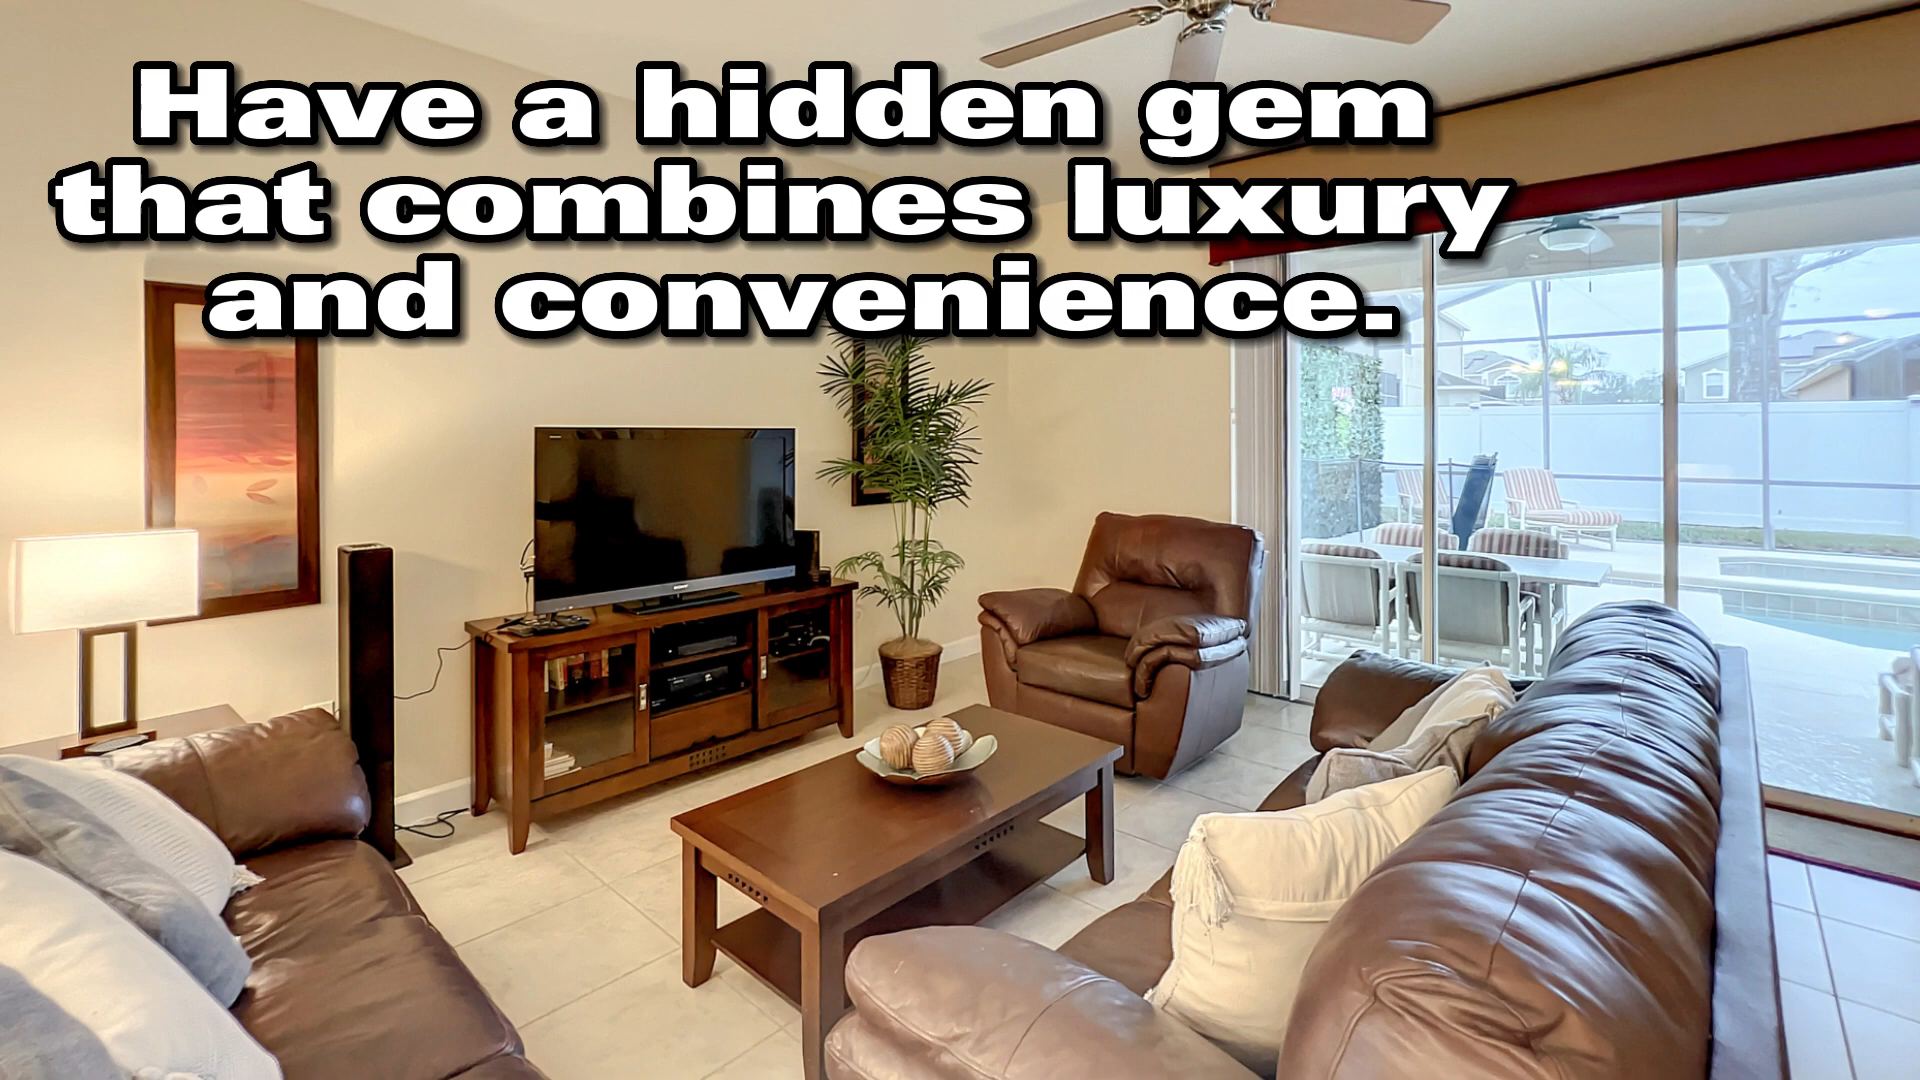 Have a hidden gem
that combines luxury
and convenience.